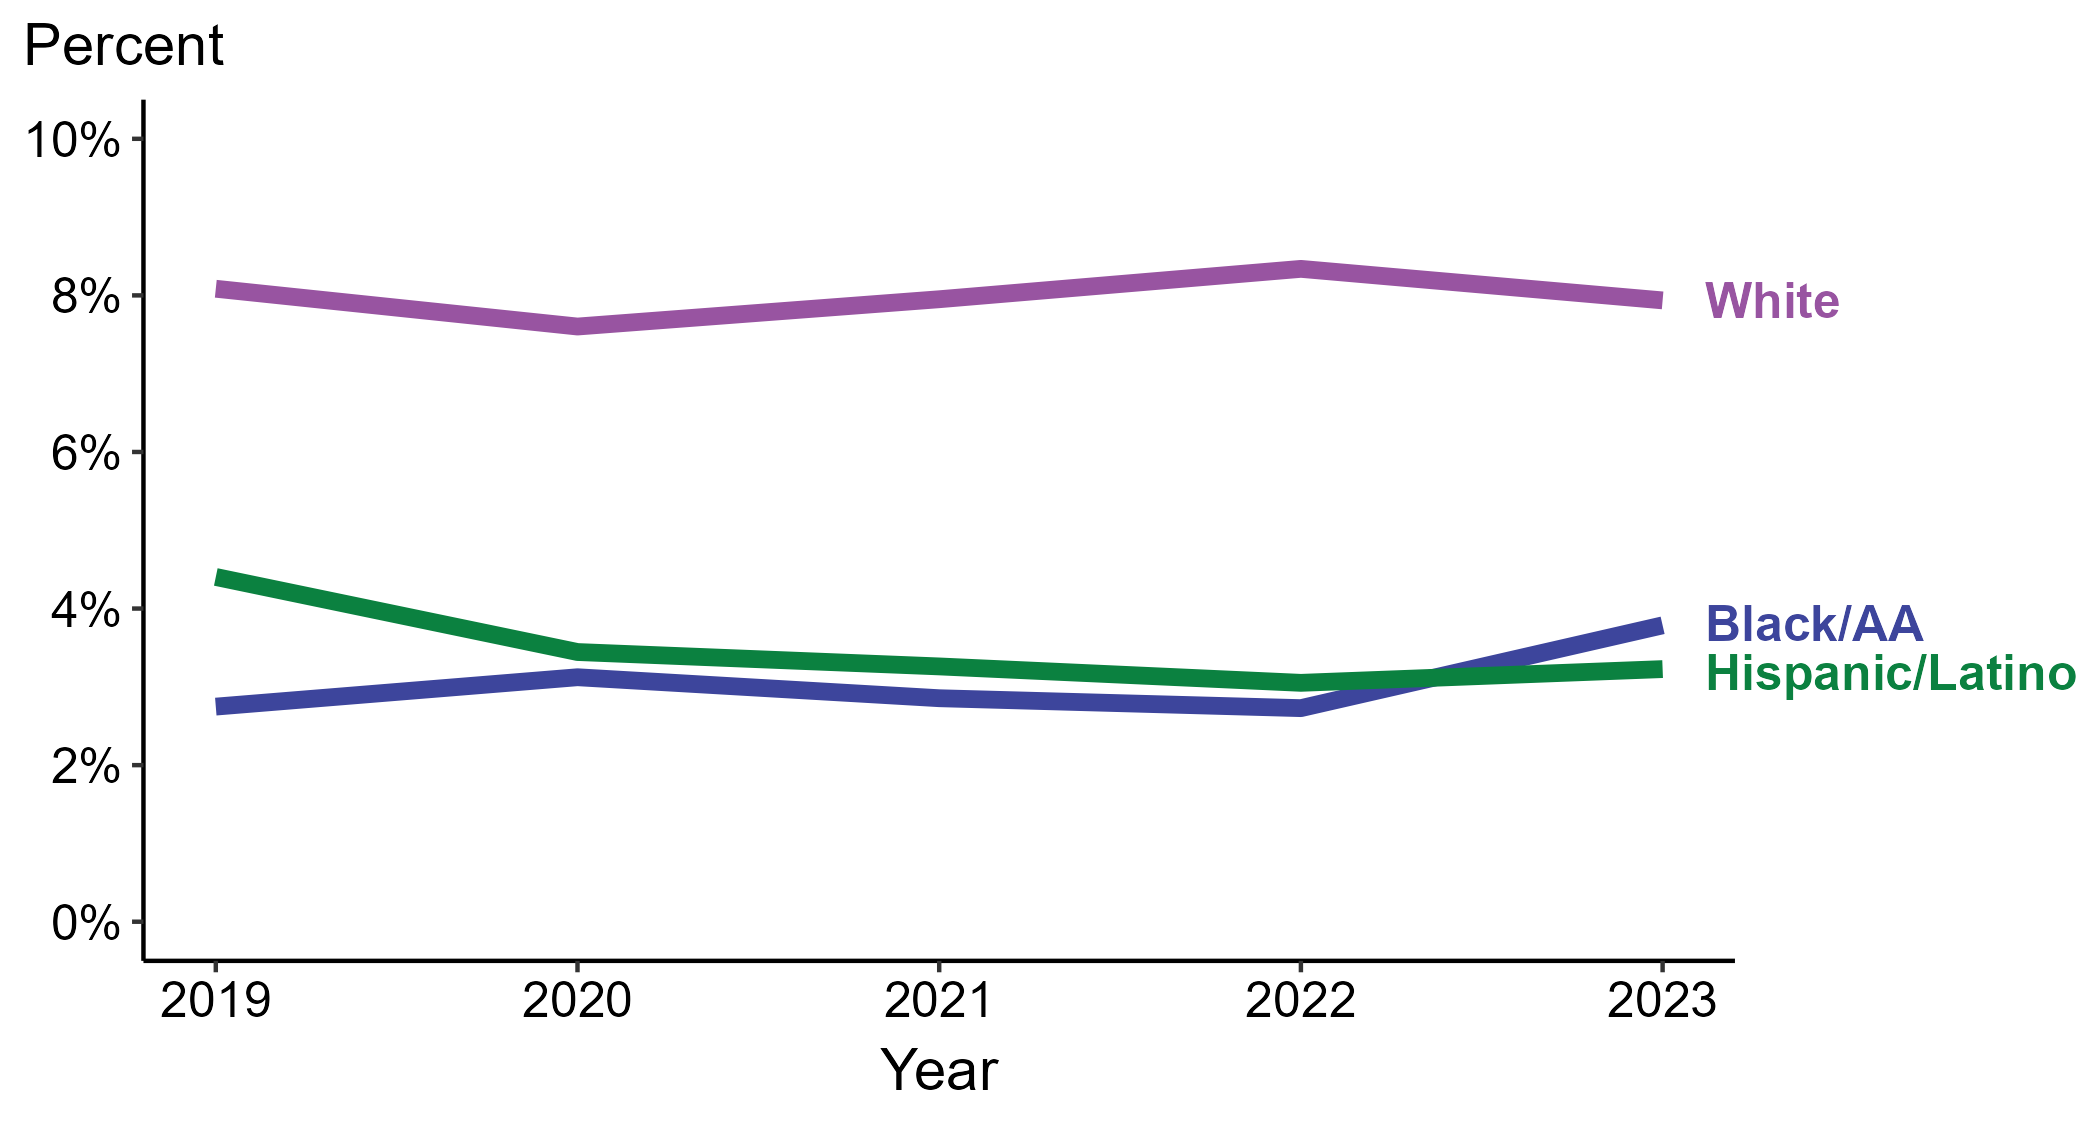 Percent
10%
8%
6%
4%
2%
0%
White
Black/AA
Hispanic/Latino
2019 2020 2021 2022 2023
Year